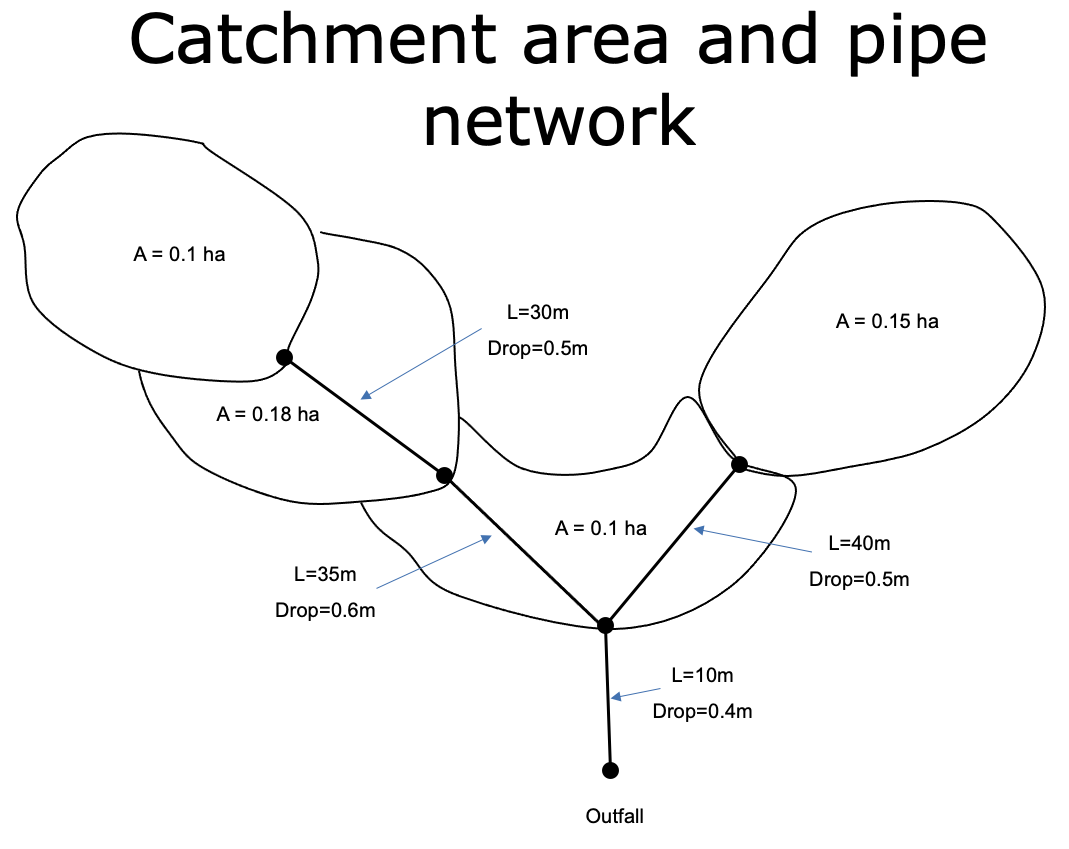 Catchment area and pipe
network
A = 0.1 ha
L=30m
Drop=0.5m
A = 0.15 ha
A = 0.18 ha
A = 0.1 ha
L=40m
Drop=0.5m
L=35m
Drop=0.6m
L=10m
Drop=0.4m
Outfall